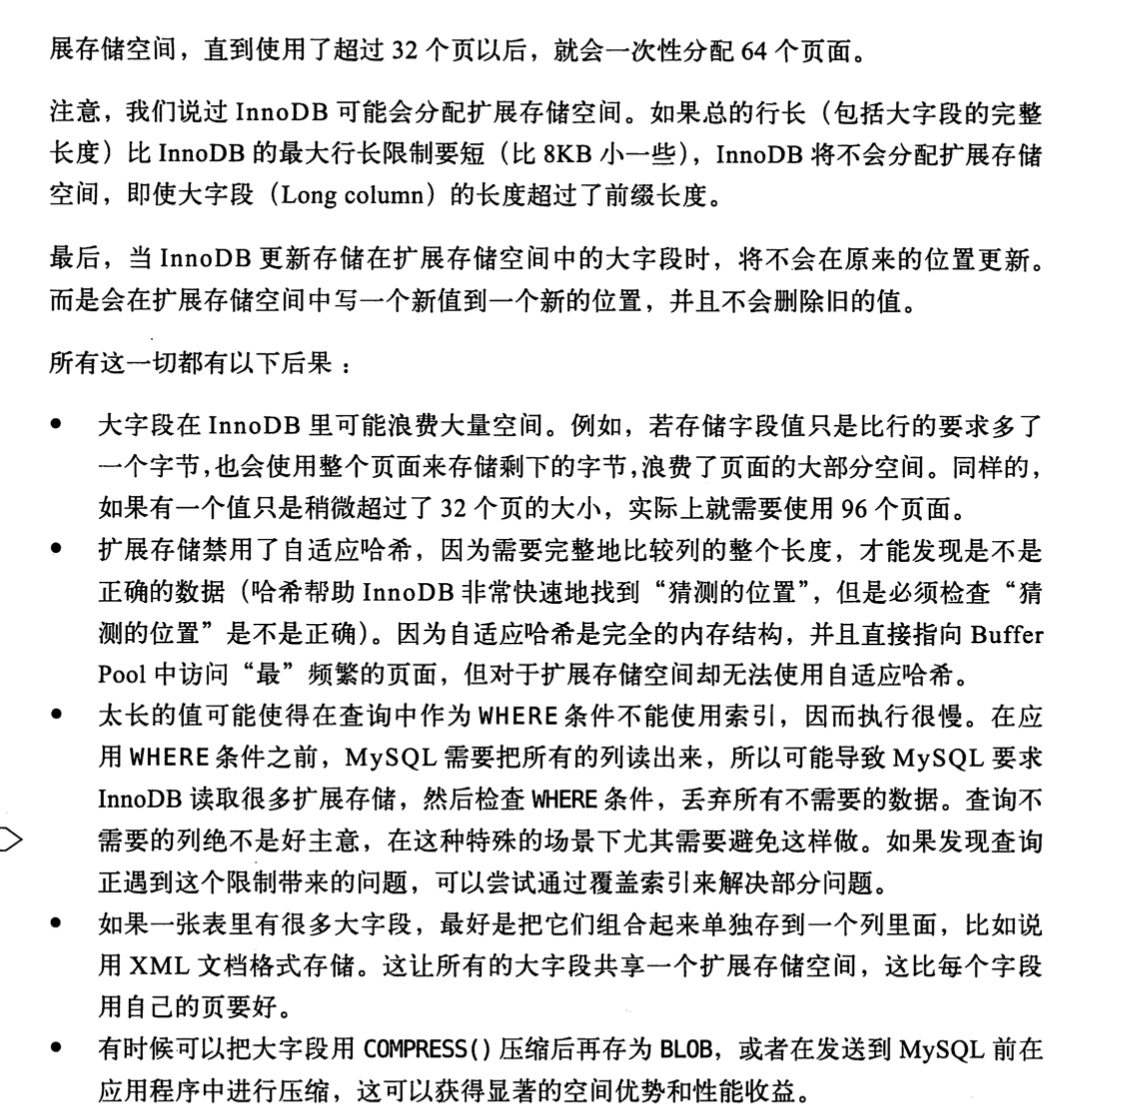 展存储空间，直到使用了超过 32 个页以后，就会一次性分配 64 个页面。
注意，我们说过 InnoDB 可能会分配扩展存储空间。如果总的行长（包括大字段的完整
长度）比 InnoDB 的最大行长限制要短（比 8KB 小一些），InnoDB 将不会分配扩展存储
空间，即使大字段（Long column）的长度超过了前缀长度。
最后，当 InnoDB 更新存储在扩展存储空间中的大字段时，将不会在原来的位置更新。
而是会在扩展存储空间中写一个新值到一个新的位置，并且不会删除旧的值。
所有这一切都有以下后果：
• 大字段在 InnoDB 里可能浪费大量空间。例如，若存储字段值只是比行的要求多了
一个字节，也会使用整个页面来存储剩下的字节，浪费了页面的大部分空间。同样的，
如果有一个值只是稍微超过了 32 个页的大小，实际上就需要使用 96 个页面。
• 扩展存储禁用了自适应哈希，因为需要完整地比较列的整个长度，才能发现是不是
正确的数据（哈希帮助 InnoDB 非常快速地找到“猜测的位置”，但是必须检查“猜
测的位置”是不是正确）。因为自适应哈希是完全的内存结构，并且直接指向 Buffer
Pool 中访问“最”频繁的页面，但对于扩展存储空间却无法使用自适应哈希。
• 太长的值可能使得在查询中作为 WHERE 条件不能使用索引，因而执行很慢。在应
用 WHERE 条件之前，MySQL 需要把所有的列读出来，所以可能导致 MySQL 要求
InnoDB 读取很多扩展存储，然后检查 WHERE 条件，丢弃所有不需要的数据。查询不
需要的列绝不是好主意，在这种特殊的场景下尤其需要避免这样做。如果发现查询
正遇到这个限制带来的问题，可以尝试通过覆盖索引来解决部分问题。
• 如果一张表里有很多大字段，最好是把它们组合起来单独存到一个列里面，比如说
用 XML 文档格式存储。这让所有的大字段共享一个扩展存储空间，这比每个字段
用自己的页要好。
• 有时候可以把大字段用 COMPRESS() 压缩后再存为 BLOB，或者在发送到 MySQL 前在
应用程序中进行压缩，这可以获得显著的空间优势和性能收益。